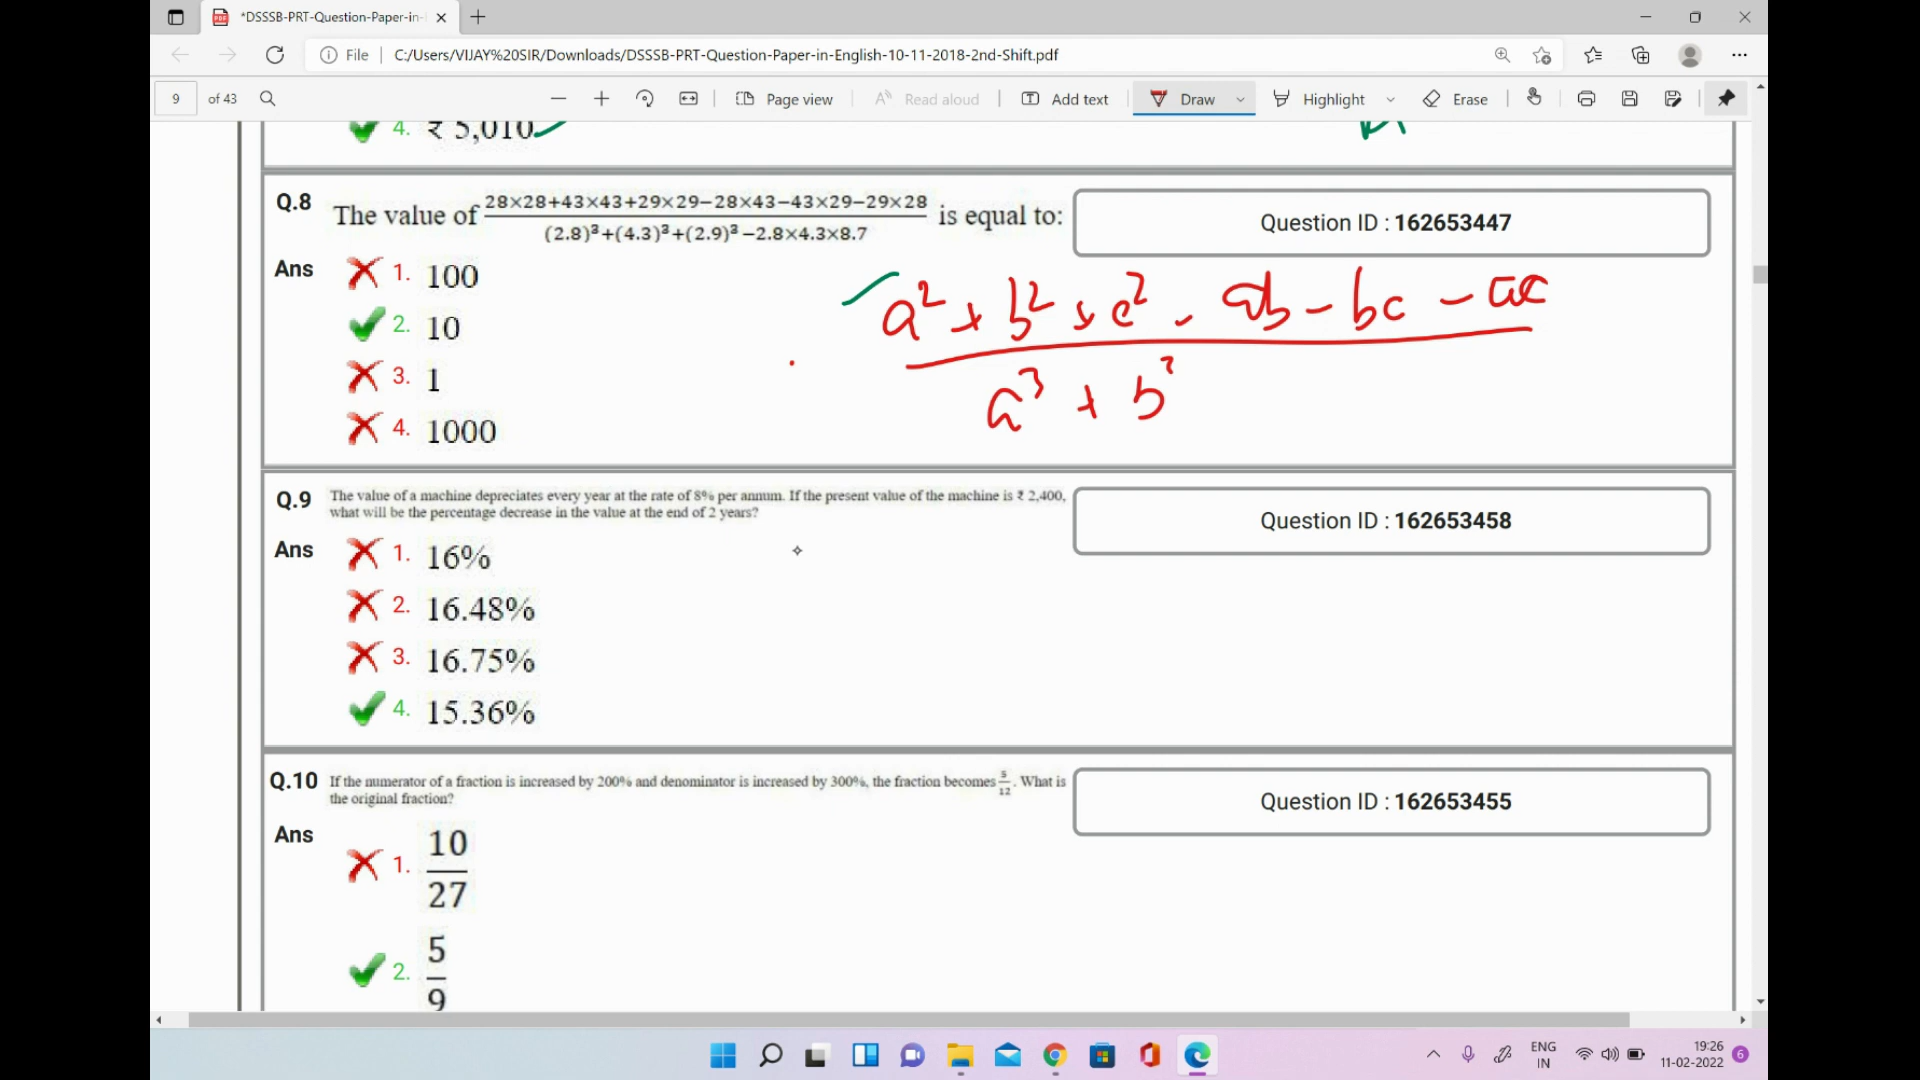 *DSSSB-PRT-Question-Paper-in-
File C:/Users/VIJAY%20SIR/Downloads/DSSSB-PRT-Question-Paper-in-English-10-11-2018-2nd-Shift.pdf
9 of 43 Page view Read aloud Add text Draw Highlight Erase
4. ₹ 5,010
Q.8 The value of (28×28+43×43+29×29−28×43−43×29−29×28)/((2.8)³+(4.3)³+(2.9)³−2.8×4.3×8.7) is equal to:
Question ID : 162653447
Ans 1. 100
2. 10
3. 1
4. 1000
a² + b² + c² - ab - bc - ac
a³ + b³
Q.9 The value of a machine depreciates every year at the rate of 8% per annum. If the present value of the machine is ₹ 2,400,
what will be the percentage decrease in the value at the end of 2 years?
Question ID : 162653458
Ans 1. 16%
2. 16.48%
3. 16.75%
4. 15.36%
Q.10 If the numerator of a fraction is increased by 200% and denominator is increased by 300%, the fraction becomes 5/12. What is
the original fraction?
Question ID : 162653455
Ans 1. 10/27
2. 5/9
ENG
IN
19:26
11-02-2022
6